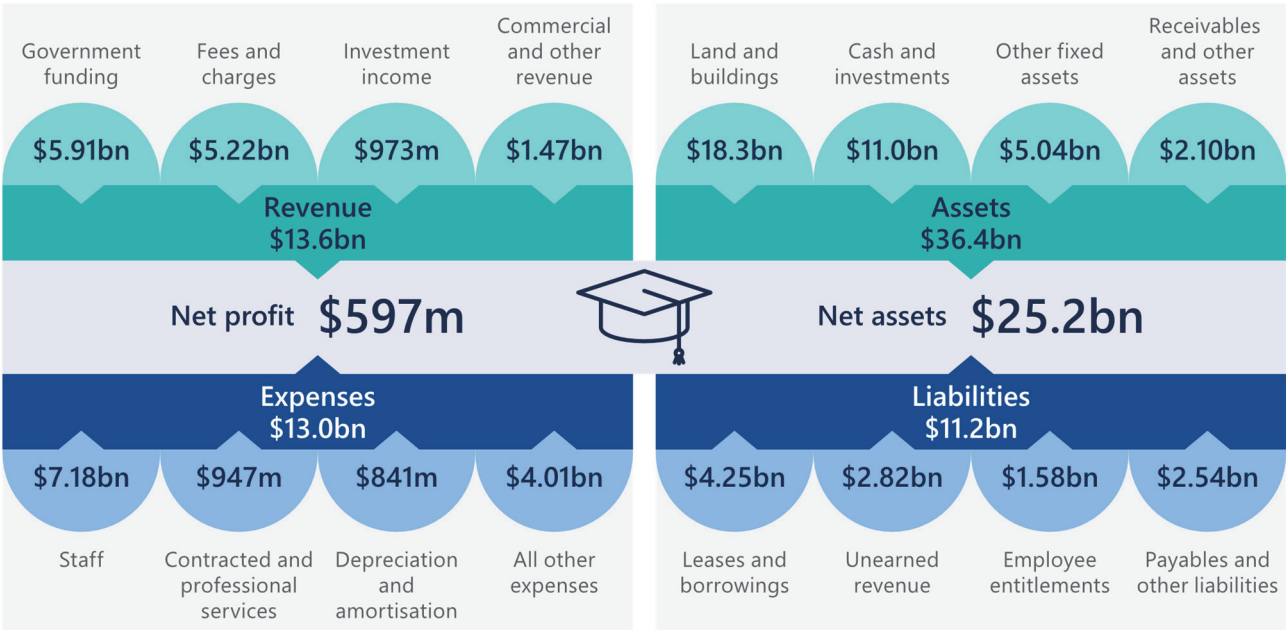 Government
funding
Fees and
charges
Investment
income
Commercial
and other
revenue
$5.91bn
$5.22bn
$973m
$1.47bn
Revenue
$13.6bn
Net profit $597m
Expenses
$13.0bn
$7.18bn
$947m
$841m
$4.01bn
Staff
Contracted and
professional
services
Depreciation
and
amortisation
All other
expenses
Land and
buildings
Cash and
investments
Other fixed
assets
Receivables
and other
assets
$18.3bn
$11.0bn
$5.04bn
$2.10bn
Assets
$36.4bn
Net assets $25.2bn
Liabilities
$11.2bn
$4.25bn
$2.82bn
$1.58bn
$2.54bn
Leases and
borrowings
Unearned
revenue
Employee
entitlements
Payables and
other liabilities